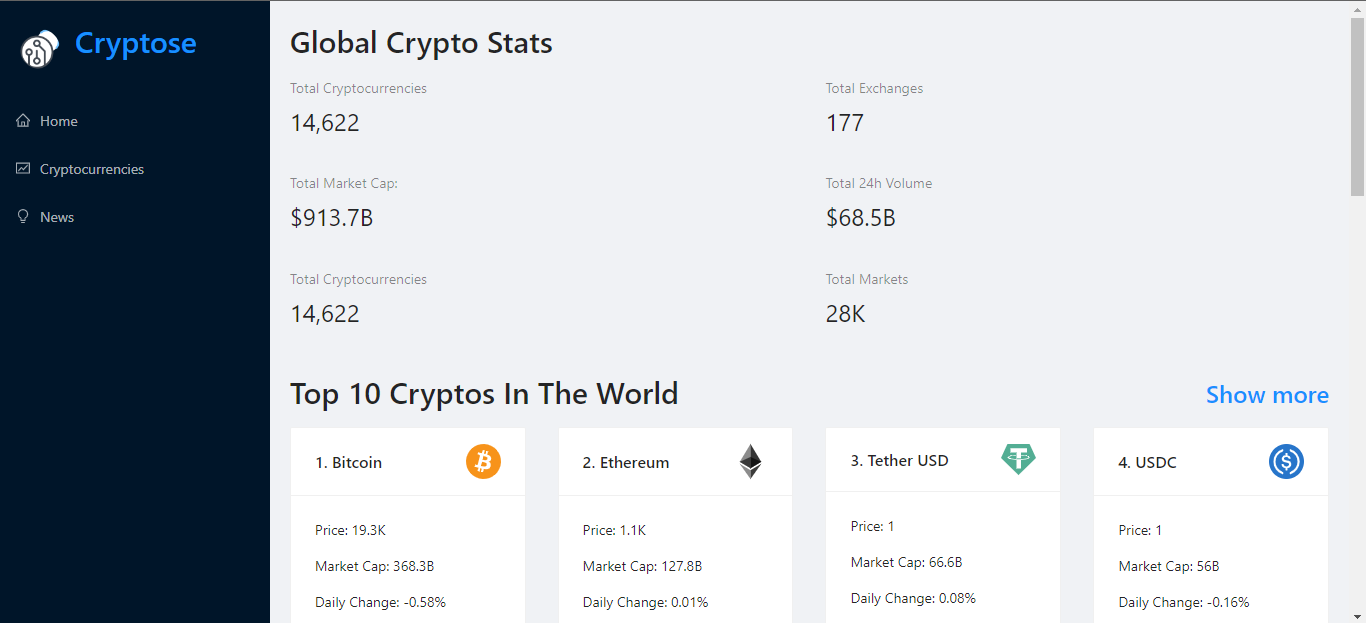 Cryptose
Home
Cryptocurrencies
News
Global Crypto Stats
Total Cryptocurrencies
14,622
Total Exchanges
177
Total Market Cap:
$913.7B
Total 24h Volume
$68.5B
Total Cryptocurrencies
14,622
Total Markets
28K
Top 10 Cryptos In The World
Show more
1. Bitcoin
Price: 19.3K
Market Cap: 368.3B
Daily Change: -0.58%
2. Ethereum
Price: 1.1K
Market Cap: 127.8B
Daily Change: 0.01%
3. Tether USD
Price: 1
Market Cap: 66.6B
Daily Change: 0.08%
4. USDC
Price: 1
Market Cap: 56B
Daily Change: -0.16%